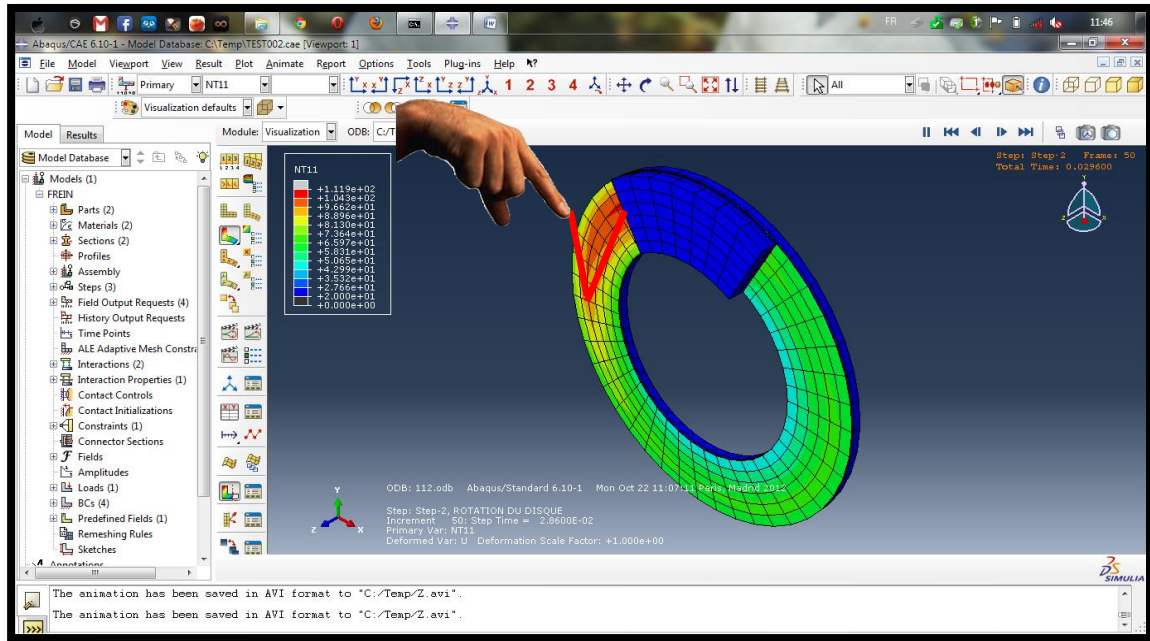 FR
11:46
Abaqus/CAE 6.10-1 - Model Database: C:\Temp\TEST002.cae [Viewport: 1]
File Model Viewport View Result Plot Animate Report Options Tools Plug-ins Help
Primary NT11 1 2 3 4 All
Visualization defaults
Model Results Module: Visualization ODB: C:/T
Model Database
Models (1)
FREIN
Parts (2)
Materials (2)
Sections (2)
Profiles
Assembly
Steps (3)
Field Output Requests (4)
History Output Requests
Time Points
ALE Adaptive Mesh Constra
Interactions (2)
Interaction Properties (1)
Contact Controls
Contact Initializations
Constraints (1)
Connector Sections
Fields
Amplitudes
Loads (1)
BCs (4)
Predefined Fields (1)
Remeshing Rules
Sketches
Annotations
NT11
+1.119e+02
+1.043e+02
+9.662e+01
+8.896e+01
+8.130e+01
+7.364e+01
+6.597e+01
+5.831e+01
+5.065e+01
+4.299e+01
+3.532e+01
+2.766e+01
+2.000e+01
+0.000e+00
Step: Step-2 Frame: 50
Total Time: 0.029600
Y
Z X
Y
Z X
ODB: 112.odb Abaqus/Standard 6.10-1 Mon Oct 22 11:07:11 Paris, Madrid 2012
Step: Step-2, ROTATION DU DISQUE
Increment 50: Step Time = 2.8600E-02
Primary Var: NT11
Deformed Var: U Deformation Scale Factor: +1.000e+00
SIMULIA
The animation has been saved in AVI format to "C:/Temp/Z.avi".
The animation has been saved in AVI format to "C:/Temp/Z.avi".
>>>